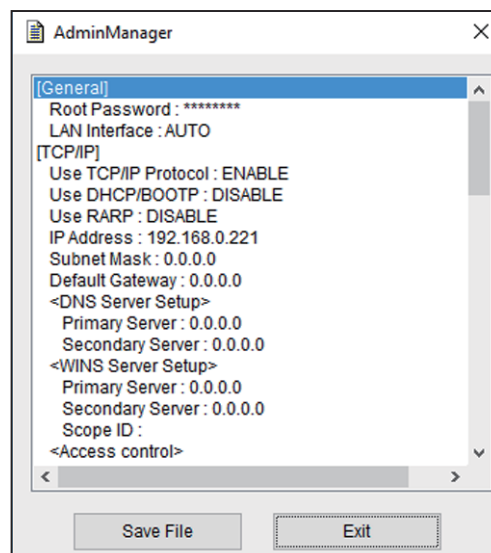 AdminManager
[General]
Root Password : ********
LAN Interface : AUTO
[TCP/IP]
Use TCP/IP Protocol : ENABLE
Use DHCP/BOOTP : DISABLE
Use RARP : DISABLE
IP Address : 192.168.0.221
Subnet Mask : 0.0.0.0
Default Gateway : 0.0.0.0
<DNS Server Setup>
Primary Server : 0.0.0.0
Secondary Server : 0.0.0.0
<WINS Server Setup>
Primary Server : 0.0.0.0
Secondary Server : 0.0.0.0
Scope ID :
<Access control>
Save File
Exit